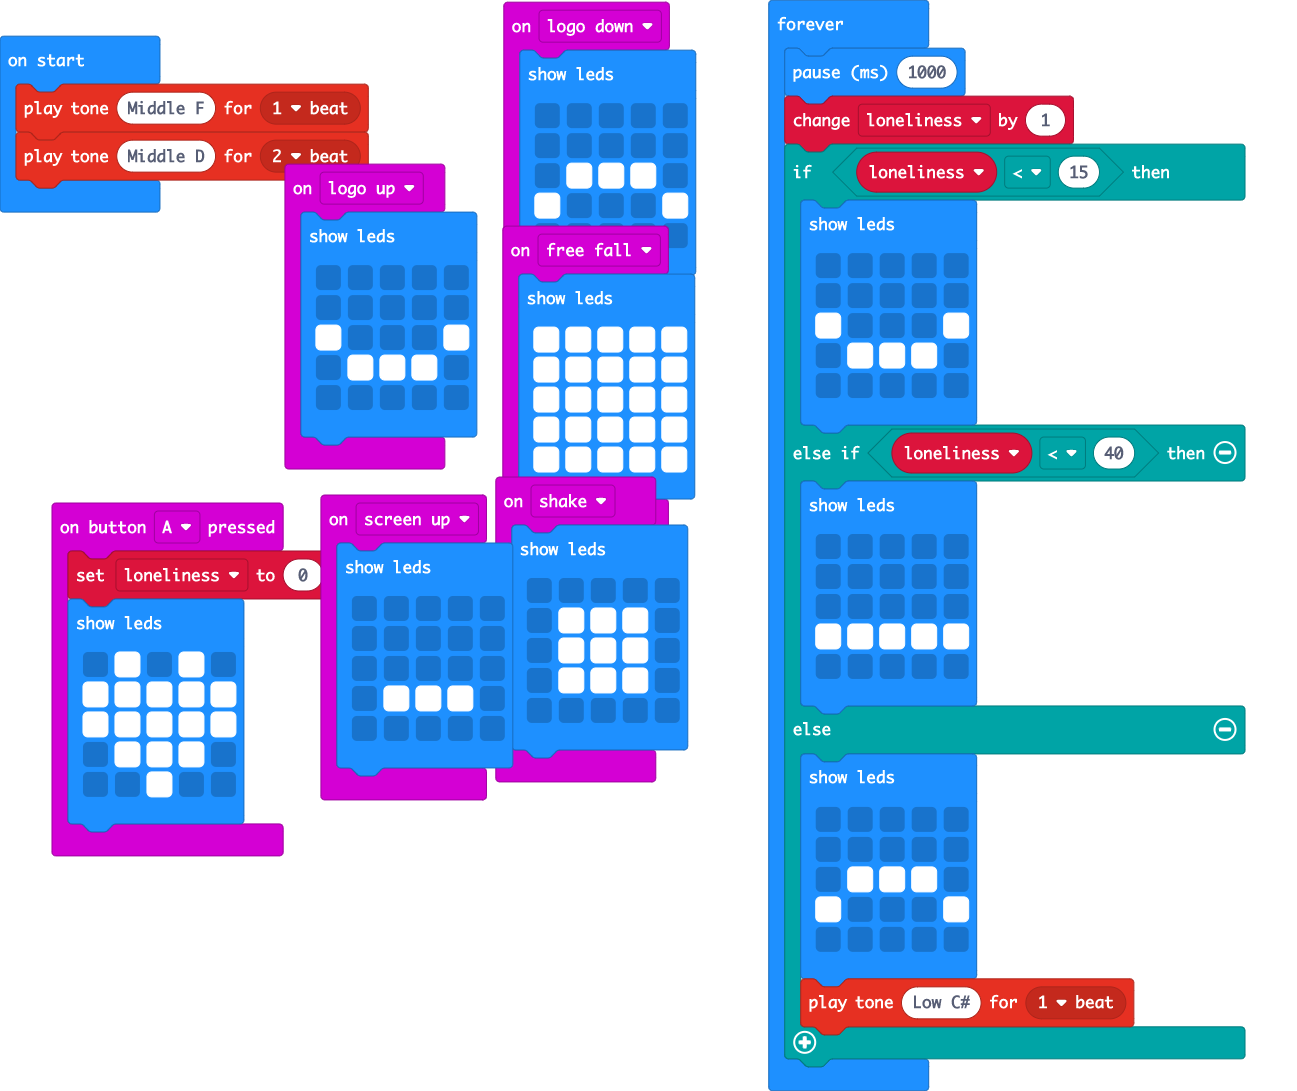 on start
play tone Middle F for 1 beat
play tone Middle D for 2 beat
on logo up
show leds
on logo down
show leds
on free fall
show leds
on button A pressed
set loneliness to 0
show leds
on screen up
show leds
on shake
show leds
forever
pause (ms) 1000
change loneliness by 1
if loneliness < 15 then
show leds
else if loneliness < 40 then
show leds
else
show leds
play tone Low C# for 1 beat